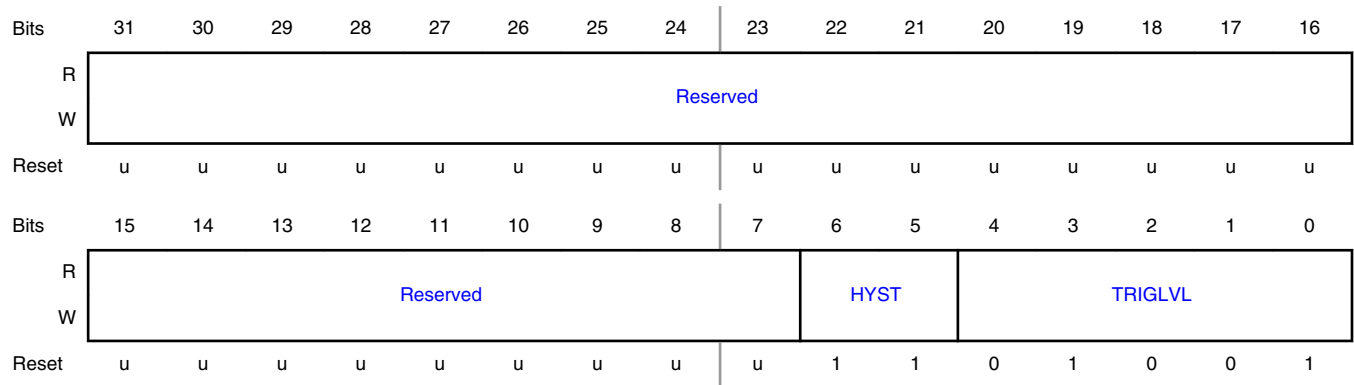 Bits 31 30 29 28 27 26 25 24 23 22 21 20 19 18 17 16
R
Reserved
W
Reset u u u u u u u u u u u u u u u u
Bits 15 14 13 12 11 10 9 8 7 6 5 4 3 2 1 0
R
Reserved HYST TRIGLVL
W
Reset u u u u u u u u u 1 1 0 1 0 0 1